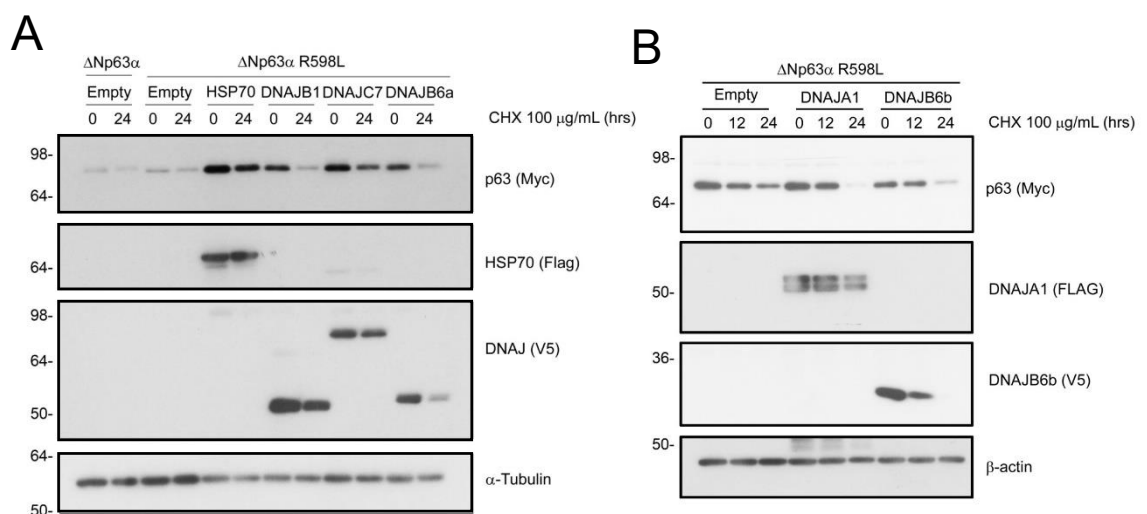 A
ΔNp63α ΔNp63α R598L
Empty Empty HSP70 DNAJB1 DNAJC7 DNAJB6a
0 24 0 24 0 24 0 24 0 24 0 24 CHX 100 μg/mL (hrs)
98-
64-
p63 (Myc)
64-
HSP70 (Flag)
98-
64-
50-
DNAJ (V5)
64-
50-
α-Tubulin
B
ΔNp63α R598L
Empty DNAJA1 DNAJB6b
0 12 24 0 12 24 0 12 24 CHX 100 μg/mL (hrs)
98-
64-
p63 (Myc)
50-
DNAJA1 (FLAG)
36-
DNAJB6b (V5)
50-
β-actin